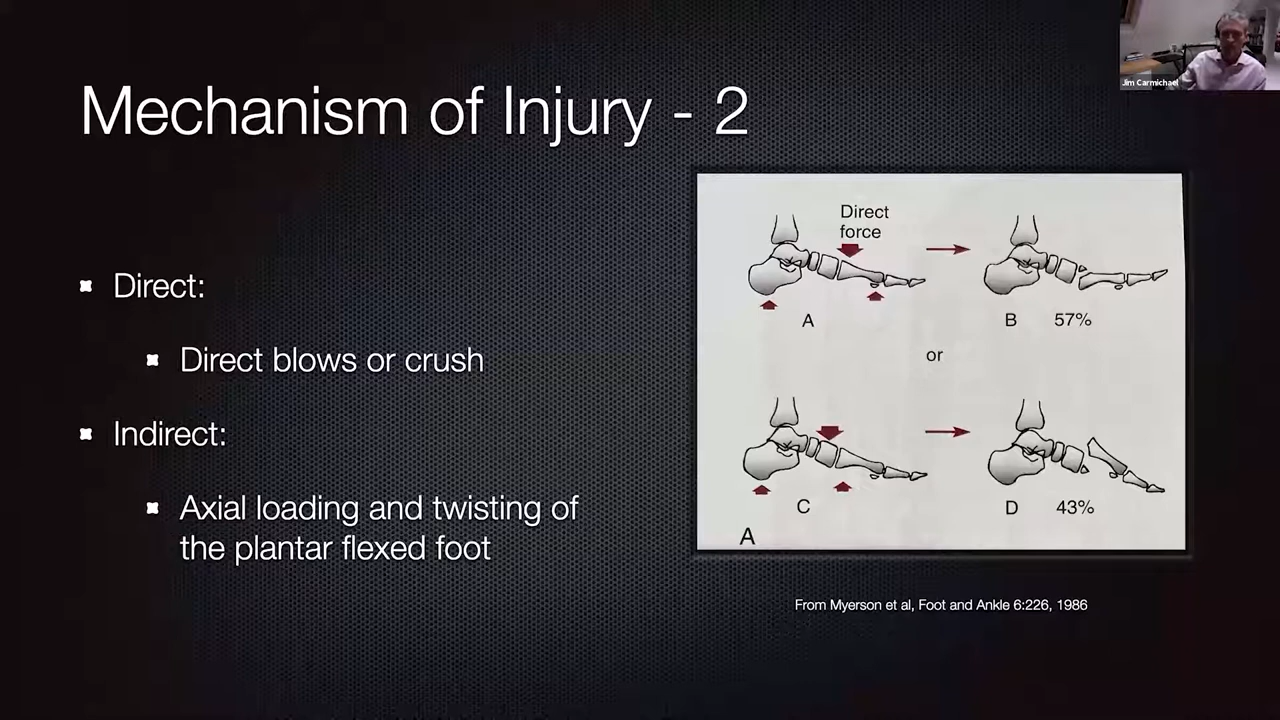 Jim Carmichael
Mechanism of Injury - 2
Direct:
Direct blows or crush
Indirect:
Axial loading and twisting of
the plantar flexed foot
Direct
force
A
B 57%
or
C
D 43%
A
From Myerson et al, Foot and Ankle 6:226, 1986